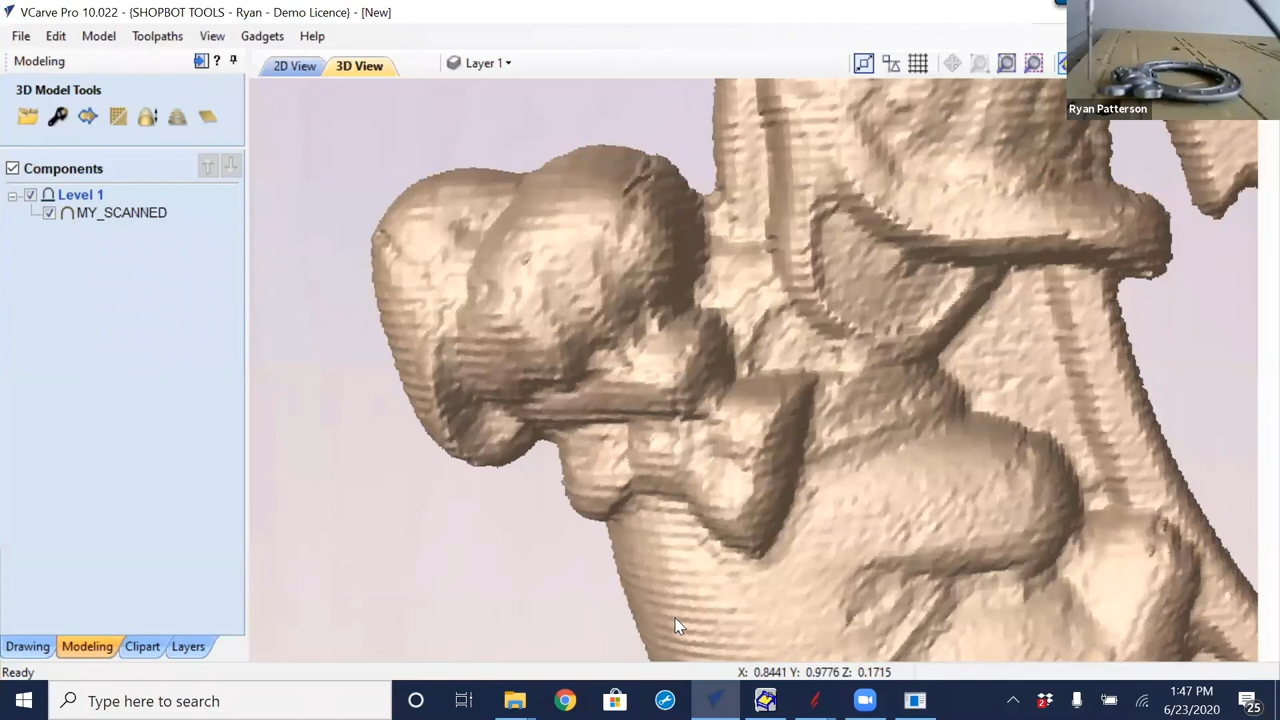 VCarve Pro 10.022 - {SHOPBOT TOOLS - Ryan - Demo Licence} - [New]
File Edit Model Toolpaths View Gadgets Help
Modeling
?
2D View 3D View Layer 1
3D Model Tools
Ryan Patterson
Components
Level 1
MY_SCANNED
Drawing Modeling Clipart Layers
Ready X: 0.8441 Y: 0.9776 Z: 0.1715
Type here to search
2
1:47 PM
6/23/2020
25